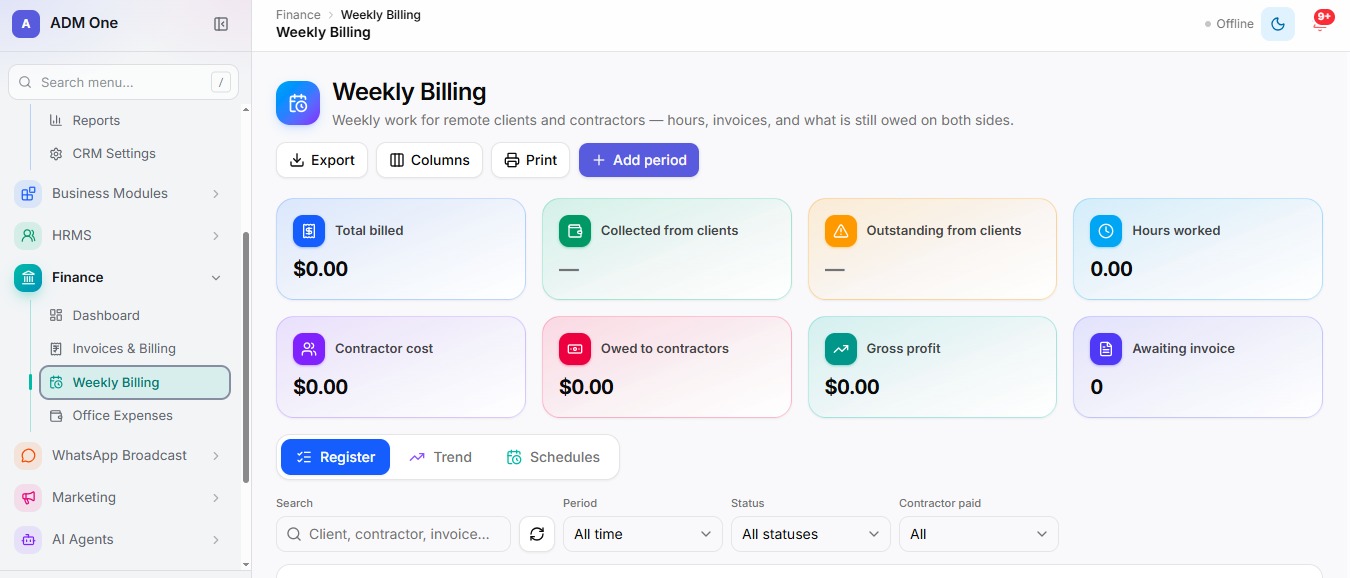 A
ADM One
Search menu...
/
Reports
CRM Settings
Business Modules
HRMS
Finance
Dashboard
Invoices & Billing
Weekly Billing
Office Expenses
WhatsApp Broadcast
Marketing
AI Agents
Finance > Weekly Billing
Weekly Billing
Offline
9+
Weekly Billing
Weekly work for remote clients and contractors — hours, invoices, and what is still owed on both sides.
Export
Columns
Print
+ Add period
Total billed
$0.00
Collected from clients
—
Outstanding from clients
—
Hours worked
0.00
Contractor cost
$0.00
Owed to contractors
$0.00
Gross profit
$0.00
Awaiting invoice
0
Register
Trend
Schedules
Search
Client, contractor, invoice...
Period
All time
Status
All statuses
Contractor paid
All